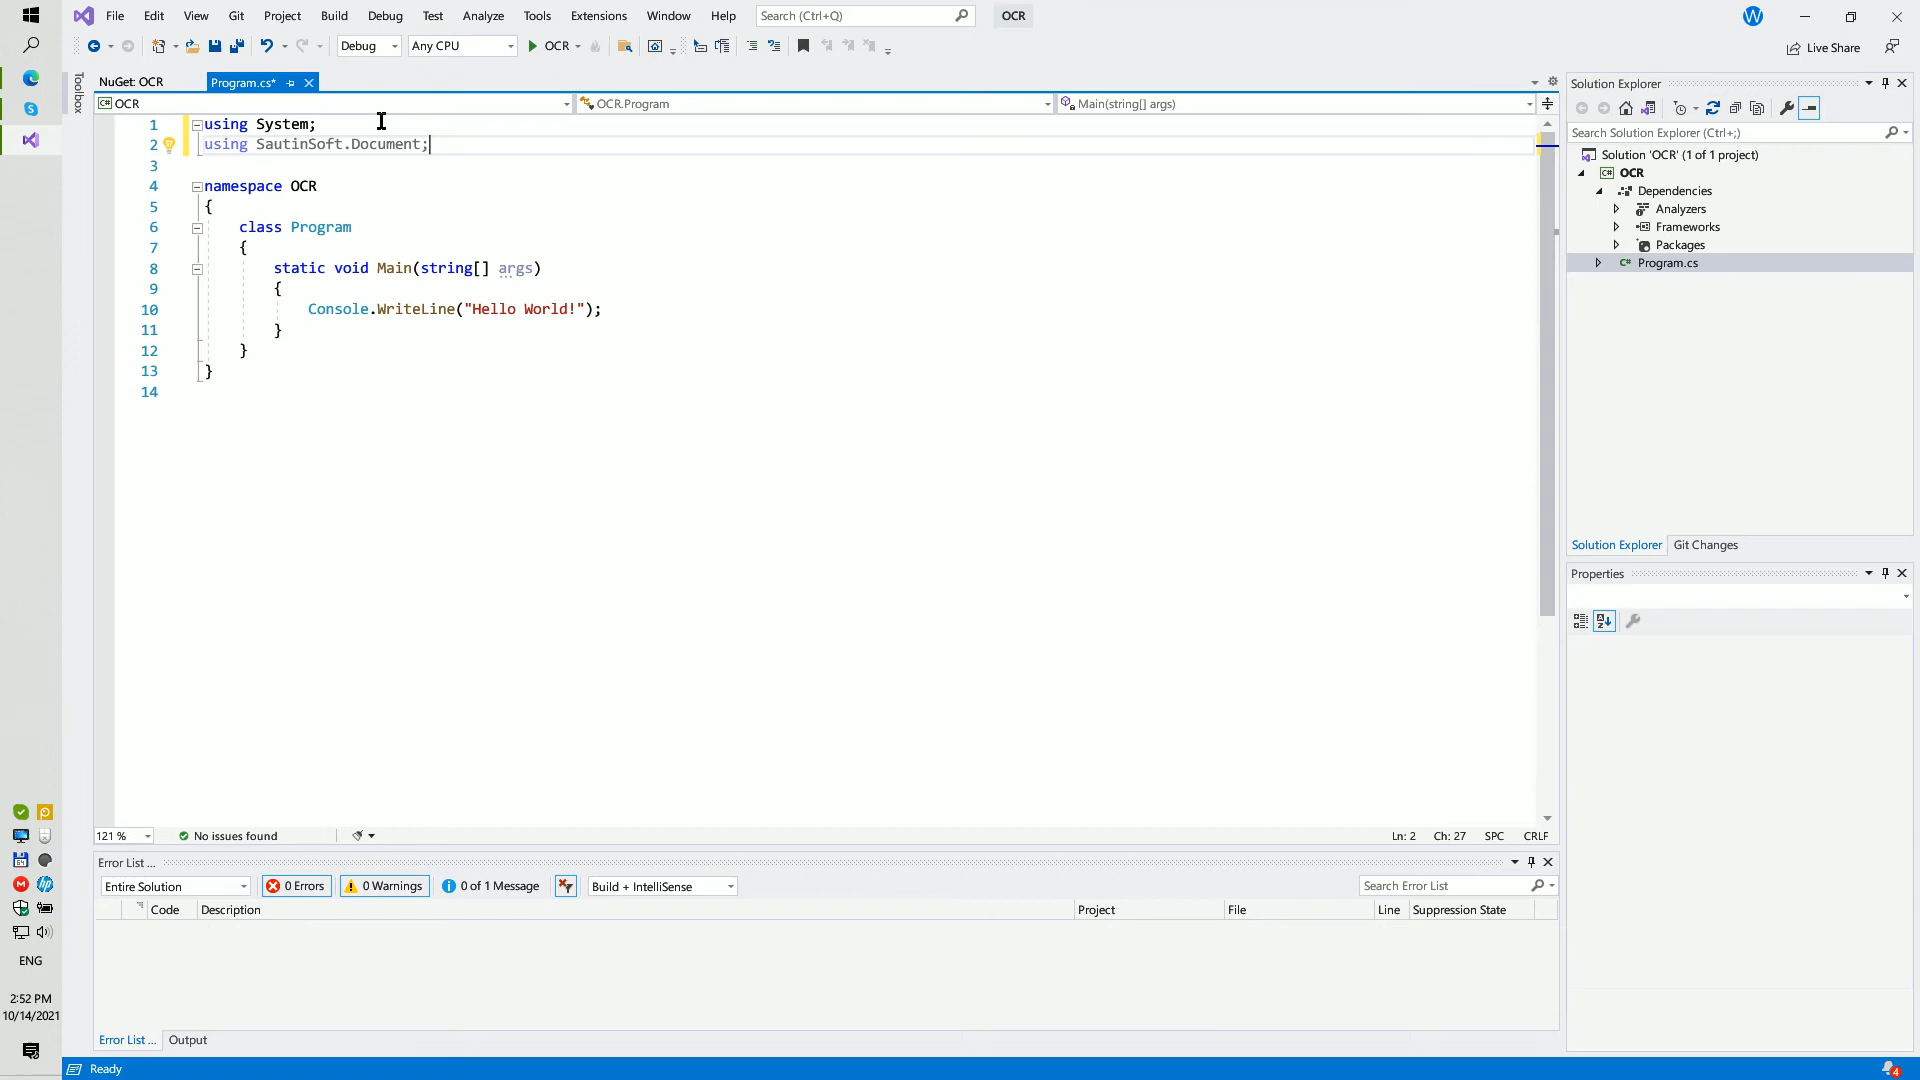 File Edit View Git Project Build Debug Test Analyze Tools Extensions Window Help Search (Ctrl+Q) OCR
Debug Any CPU OCR Live Share
Toolbox
NuGet: OCR Program.cs*
C# OCR OCR.Program Main(string[] args)
1 using System;
2 using SautinSoft.Document;
3
4 namespace OCR
5 {
6 class Program
7 {
8 static void Main(string[] args)
9 {
10 Console.WriteLine("Hello World!");
11 }
12 }
13 }
14
121 % No issues found Ln: 2 Ch: 27 SPC CRLF
Error List ...
Entire Solution 0 Errors 0 Warnings 0 of 1 Message Build + IntelliSense Search Error List
Code Description Project File Line Suppression State
Error List ... Output
Ready
Solution Explorer
Search Solution Explorer (Ctrl+;)
Solution 'OCR' (1 of 1 project)
C# OCR
Dependencies
Analyzers
Frameworks
Packages
C# Program.cs
Solution Explorer Git Changes
Properties
ENG
2:52 PM
10/14/2021
W
4